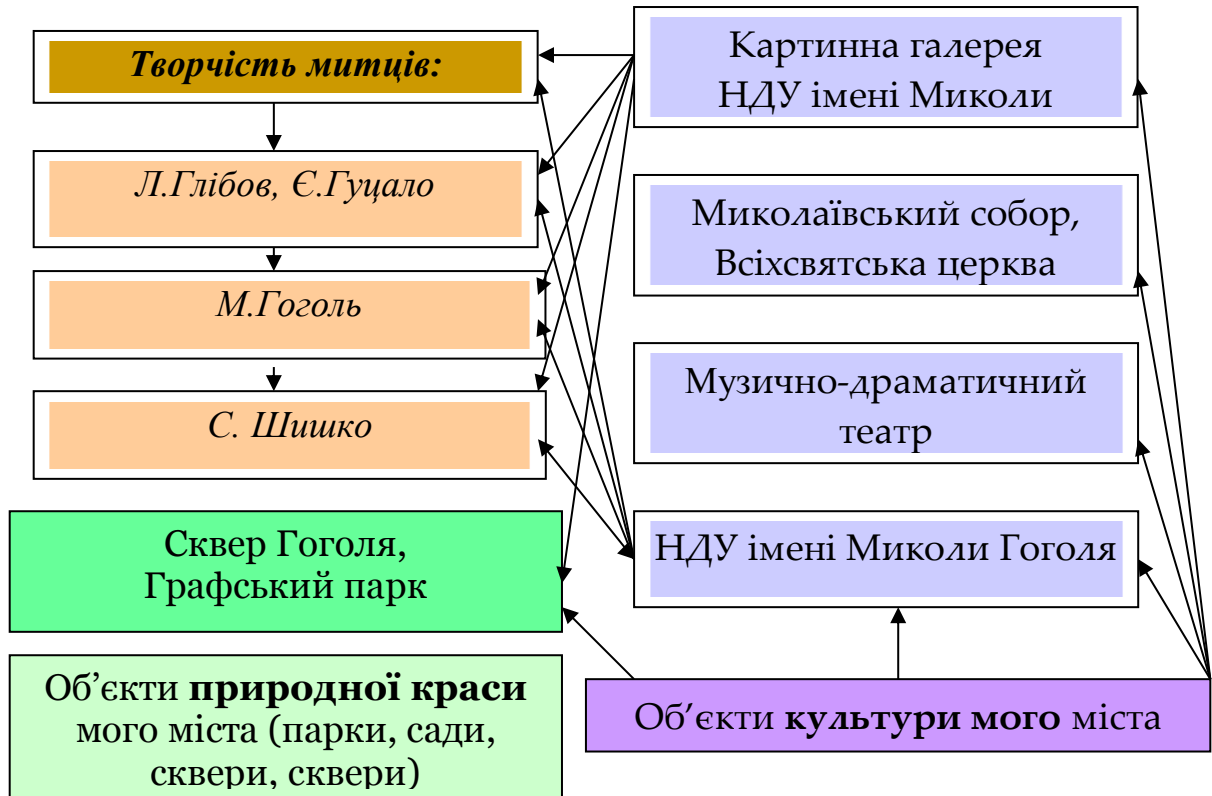 Творчість митців:
Л.Глібов, Є.Гуцало
М.Гоголь
С. Шишко
Сквер Гоголя,
Графський парк
Об’єкти природної краси
мого міста (парки, сади,
сквери, сквери)
Картинна галерея
НДУ імені Миколи
Миколаївський собор,
Всіхсвятська церква
Музично-драматичний
театр
НДУ імені Миколи Гоголя
Об’єкти культури мого міста